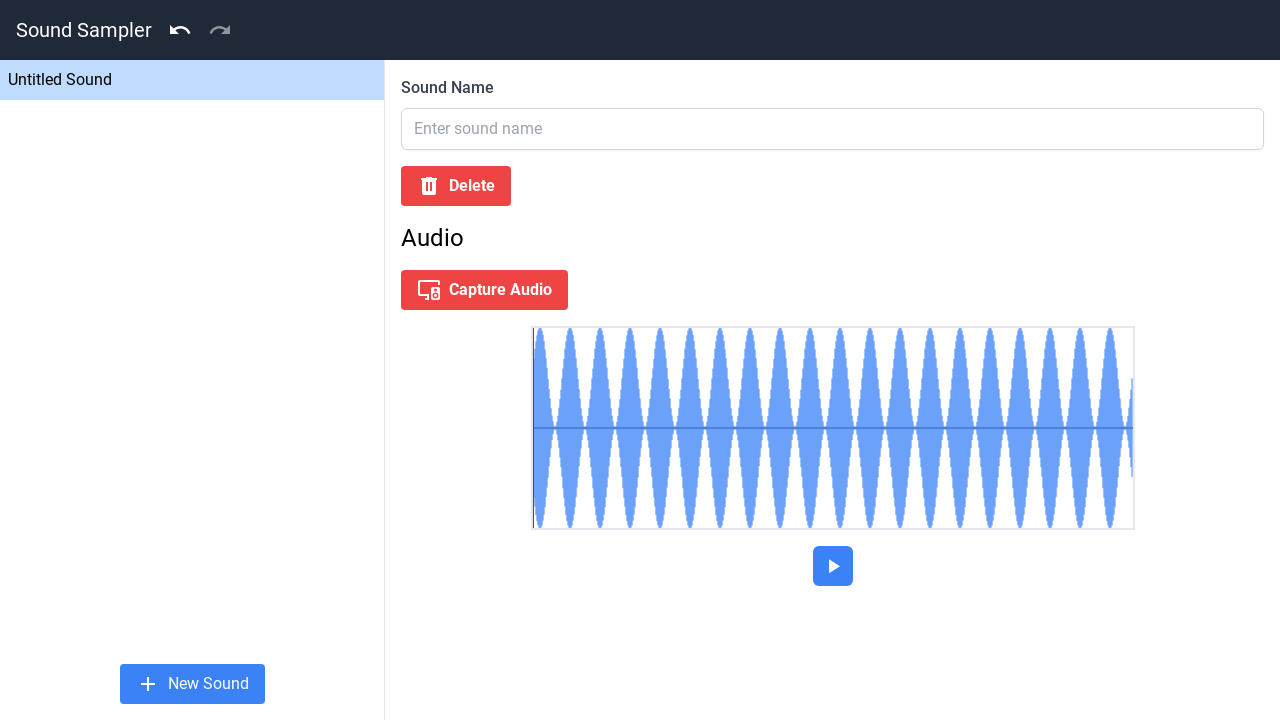 Sound Sampler
Untitled Sound
Sound Name
Enter sound name
Delete
Audio
Capture Audio
New Sound